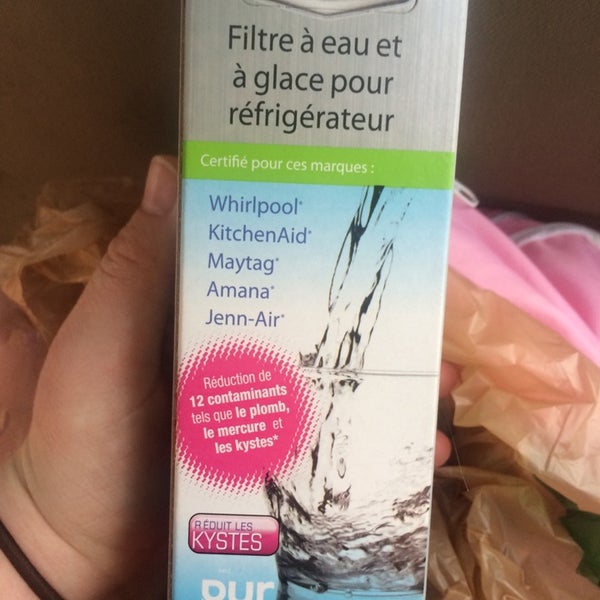 Filtre à eau et
à glace pour
réfrigérateur
Certifié pour ces marques :
Whirlpool*
KitchenAid*
Maytag*
Amana*
Jenn-Air*
Réduction de
12 contaminants
tels que le plomb,
le mercure et
les kystes*
RÉDUIT LES
KYSTES
pur